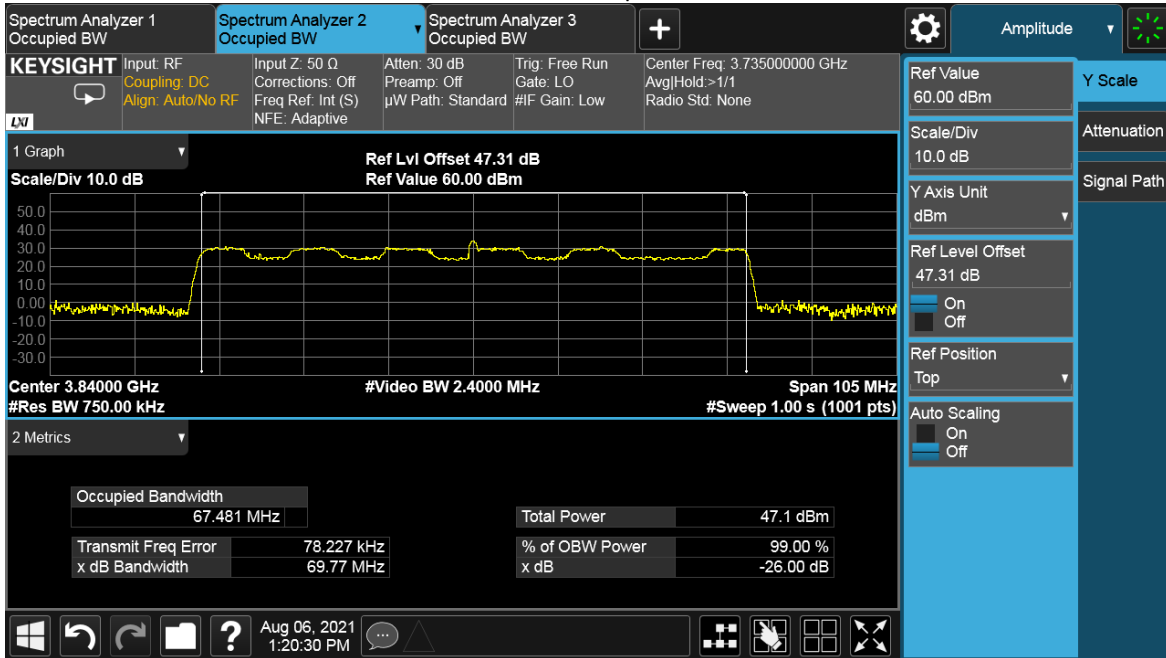 Spectrum Analyzer 1
Occupied BW
Spectrum Analyzer 2
Occupied BW
Spectrum Analyzer 3
Occupied BW
+
Amplitude
KEYSIGHT
LXI
Input: RF
Coupling: DC
Align: Auto/No RF
Input Z: 50 Ω
Corrections: Off
Freq Ref: Int (S)
NFE: Adaptive
Atten: 30 dB
Preamp: Off
µW Path: Standard
Trig: Free Run
Gate: LO
#IF Gain: Low
Center Freq: 3.735000000 GHz
Avg|Hold:>1/1
Radio Std: None
1 Graph
Scale/Div 10.0 dB
Ref Lvl Offset 47.31 dB
Ref Value 60.00 dBm
50.0
40.0
30.0
20.0
10.0
0.00
-10.0
-20.0
-30.0
Center 3.84000 GHz
#Res BW 750.00 kHz
#Video BW 2.4000 MHz
Span 105 MHz
#Sweep 1.00 s (1001 pts)
2 Metrics
Occupied Bandwidth
67.481 MHz
Total Power 47.1 dBm
Transmit Freq Error 78.227 kHz
% of OBW Power 99.00 %
x dB Bandwidth 69.77 MHz
x dB -26.00 dB
Ref Value
60.00 dBm
Scale/Div
10.0 dB
Y Axis Unit
dBm
Ref Level Offset
47.31 dB
On
Off
Ref Position
Top
Auto Scaling
On
Off
Y Scale
Attenuation
Signal Path
?
Aug 06, 2021
1:20:30 PM